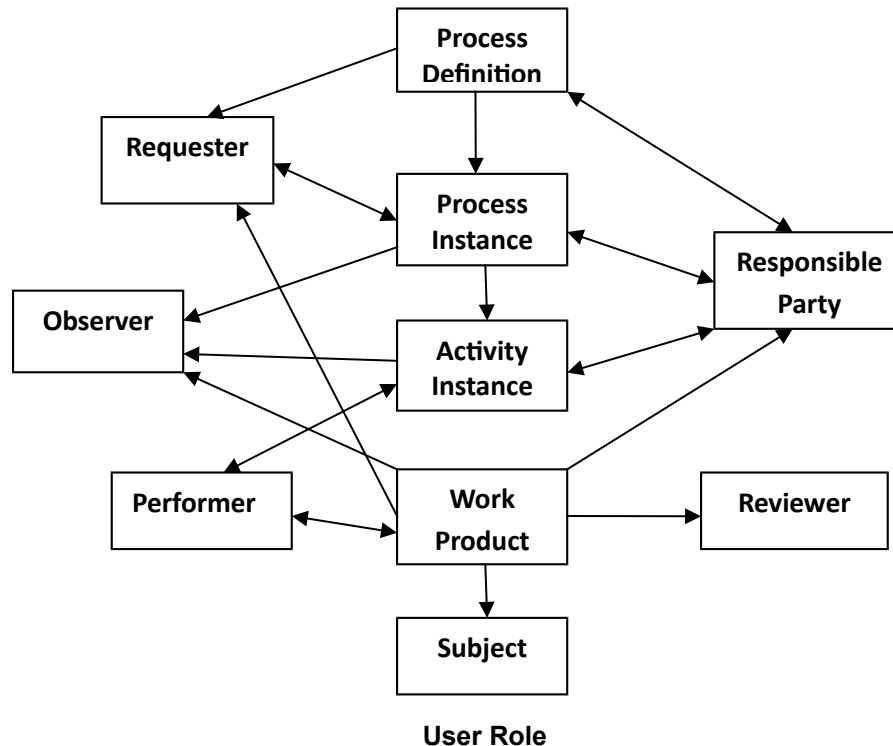 Process
Definition
Requester
Process
Instance
Responsible
Party
Observer
Activity
Instance
Performer
Work
Product
Reviewer
Subject
User Role